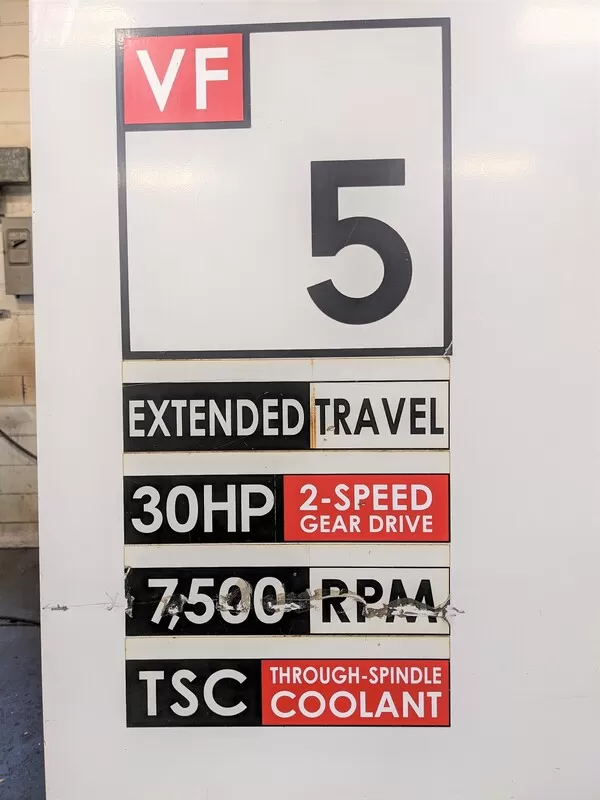 VF
5
EXTENDED TRAVEL
30HP 2-SPEED
GEAR DRIVE
7,500 RPM
TSC THROUGH-SPINDLE
COOLANT